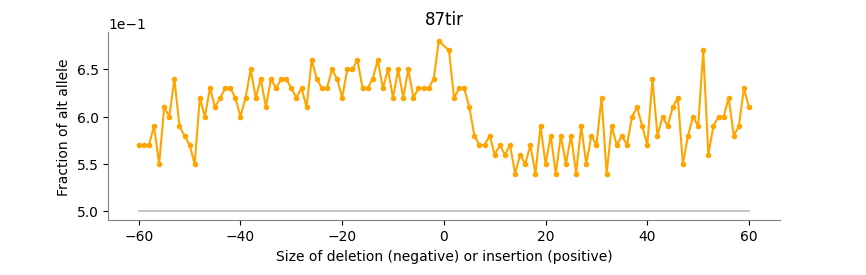 87tir
1e−1
6.5
6.0
5.5
5.0
Fraction of alt allele
−60 −40 −20 0 20 40 60
Size of deletion (negative) or insertion (positive)